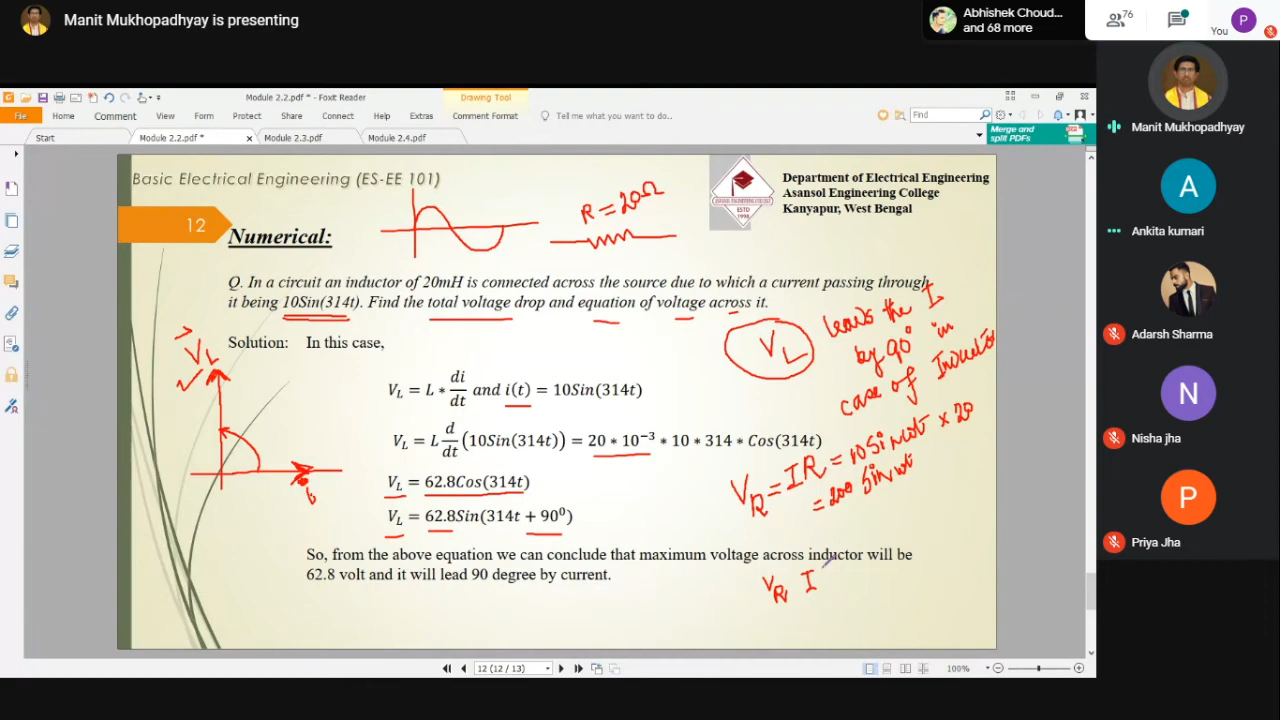 Manit Mukhopadhyay is presenting
Abhishek Choud...
and 68 more
76
You
P
Module 2.2.pdf * - Foxit Reader
Drawing Tool
File
Home
Comment
View
Form
Protect
Share
Connect
Help
Extras
Comment Format
Tell me what you want to do..
Find
Start
Module 2.2.pdf *
Module 2.3.pdf
Module 2.4.pdf
Merge and
split PDFs
Basic Electrical Engineering (ES-EE 101)
Department of Electrical Engineering
Asansol Engineering College
Kanyapur, West Bengal
12
Numerical:
R = 20Ω
Q. In a circuit an inductor of 20mH is connected across the source due to which a current passing through
it being 10Sin(314t). Find the total voltage drop and equation of voltage across it.
Solution: In this case,
V_L = L * di/dt and i(t) = 10Sin(314t)
V_L = L d/dt (10Sin(314t)) = 20 * 10⁻³ * 10 * 314 * Cos(314t)
V_L = 62.8Cos(314t)
V_L = 62.8Sin(314t + 90⁰)
So, from the above equation we can conclude that maximum voltage across inductor will be
62.8 volt and it will lead 90 degree by current.
V_L
V_L
leads the I
by 90° in
case of Inductor
V_R = IR = 10 Sin ωt × 20
= 200 Sin ωt
V_R I
12 (12 / 13)
100%
Manit Mukhopadhyay
A
Ankita kumari
Adarsh Sharma
N
Nisha jha
P
Priya Jha